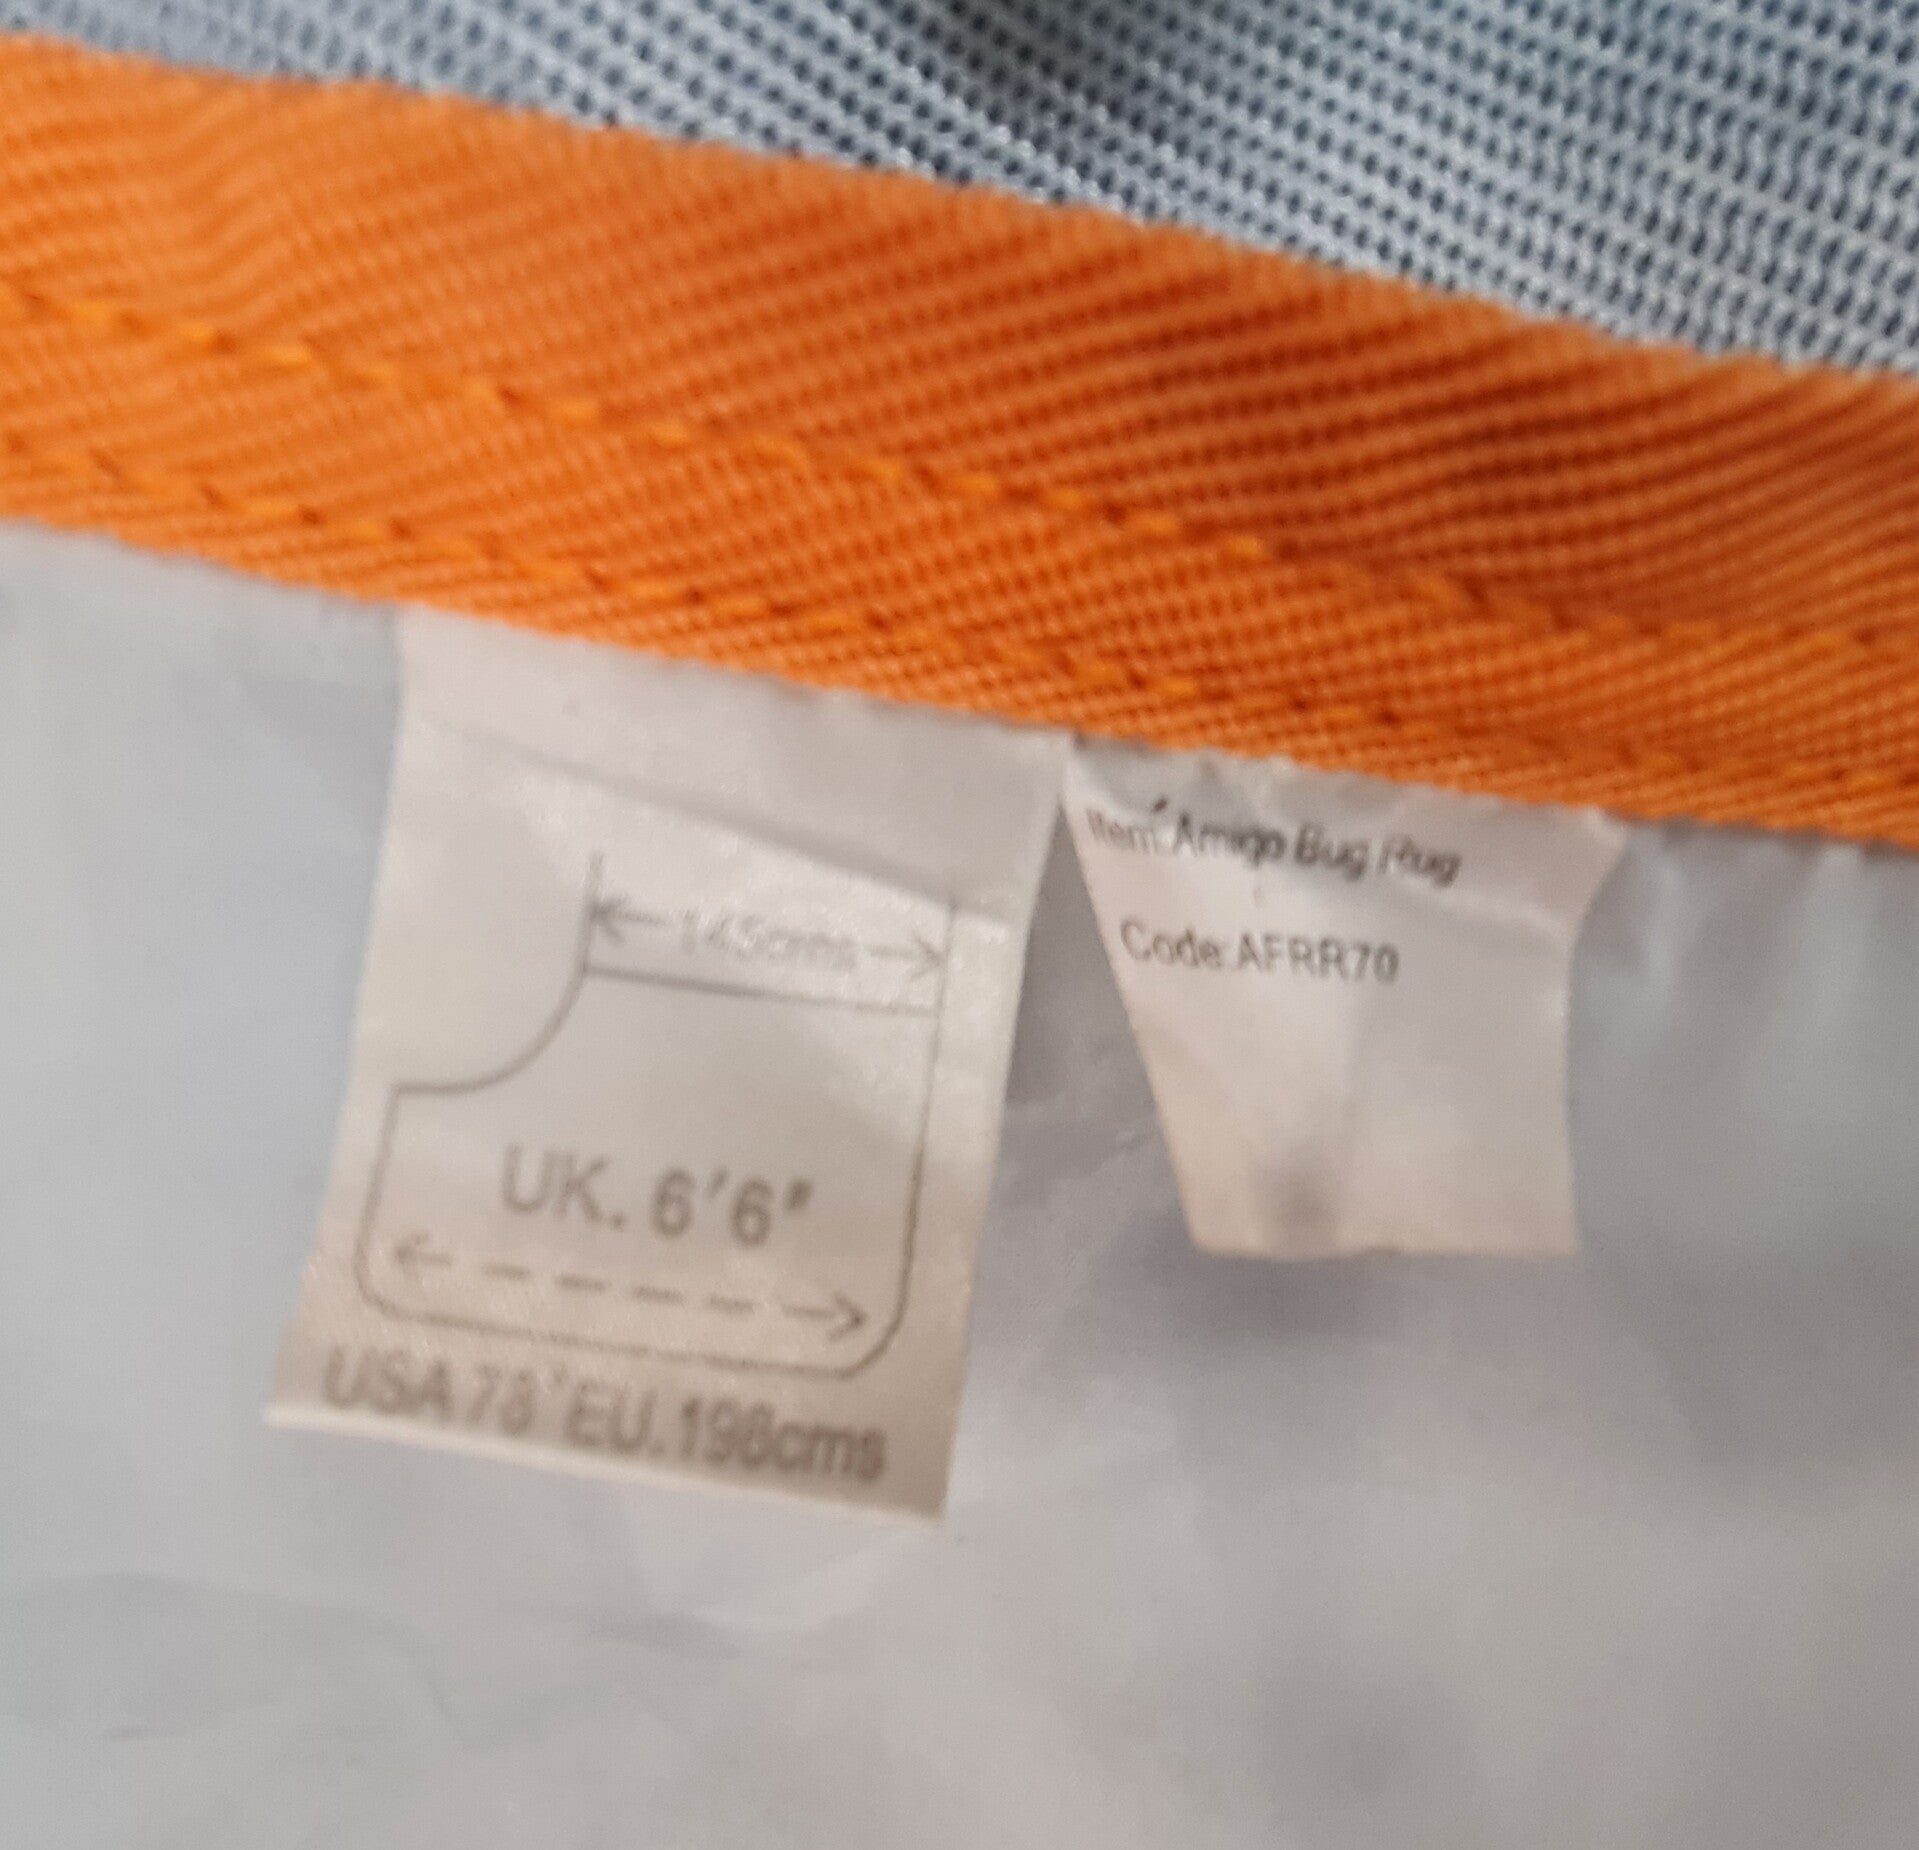 145cms
UK. 6'6"
USA 78" EU.198cms
Item: Amigo Bug Rug
Code:AFRR70